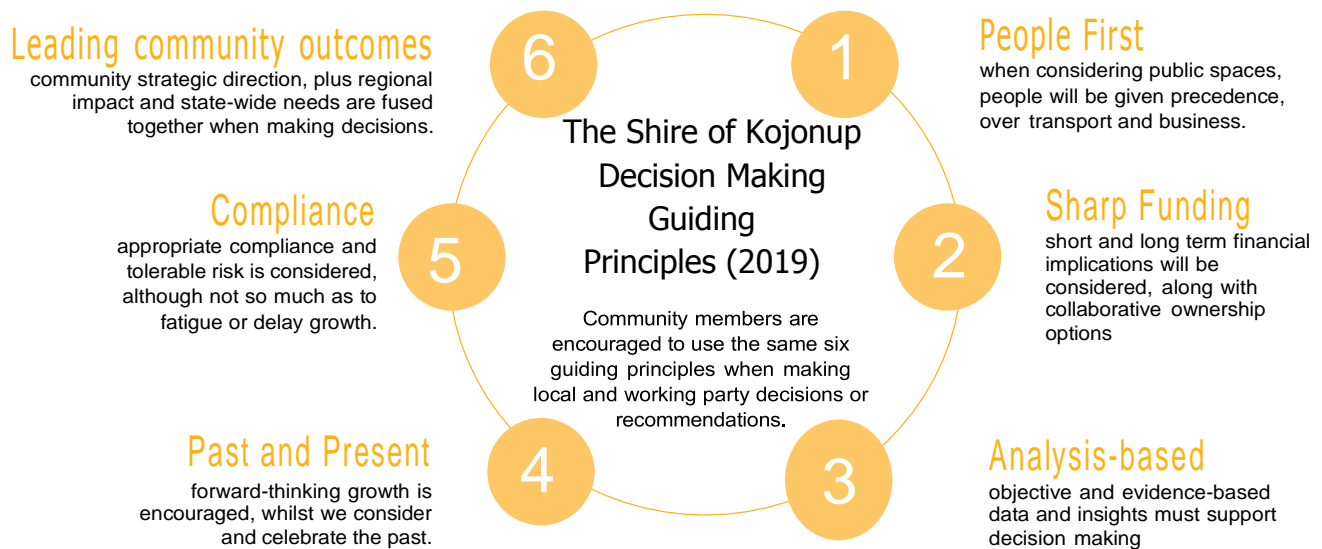 The Shire of Kojonup
Decision Making
Guiding
Principles (2019)
Community members are
encouraged to use the same six
guiding principles when making
local and working party decisions or
recommendations.
1
People First
when considering public spaces,
people will be given precedence,
over transport and business.
2
Sharp Funding
short and long term financial
implications will be
considered, along with
collaborative ownership
options
3
Analysis-based
objective and evidence-based
data and insights must support
decision making
4
Past and Present
forward-thinking growth is
encouraged, whilst we consider
and celebrate the past.
5
Compliance
appropriate compliance and
tolerable risk is considered,
although not so much as to
fatigue or delay growth.
6
Leading community outcomes
community strategic direction, plus regional
impact and state-wide needs are fused
together when making decisions.